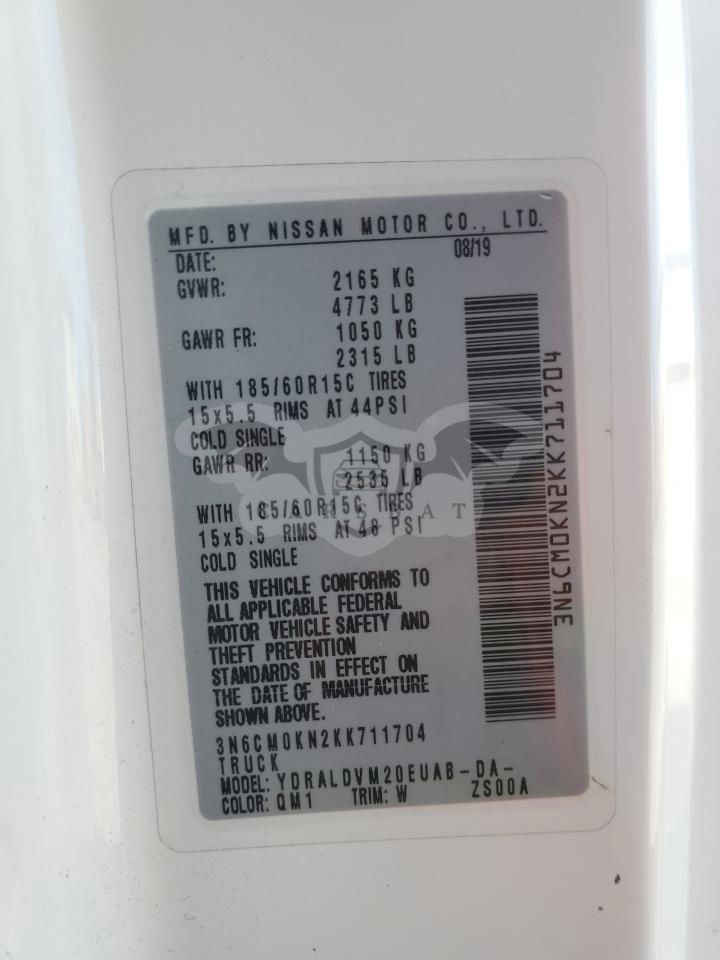 MFD. BY NISSAN MOTOR CO., LTD.
DATE: 08/19
GVWR: 2165 KG
4773 LB
GAWR FR: 1050 KG
2315 LB
WITH 185/60R15C TIRES
15x5.5 RIMS AT 44PSI
COLD SINGLE
GAWR RR: 1150 KG
2535 LB
WITH 185/60R15C TIRES
15x5.5 RIMS AT 48 PSI
COLD SINGLE
THIS VEHICLE CONFORMS TO
ALL APPLICABLE FEDERAL
MOTOR VEHICLE SAFETY AND
THEFT PREVENTION
STANDARDS IN EFFECT ON
THE DATE OF MANUFACTURE
SHOWN ABOVE.
3N6CM0KN2KK711704
TRUCK
MODEL: YDRALDVM20EUAB-DA-
COLOR: QM1 TRIM: W ZS00A
3N6CM0KN2KK711704